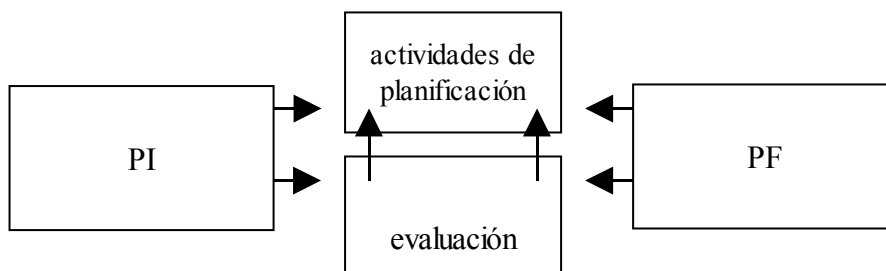 actividades de
planificación
PI
PF
evaluación